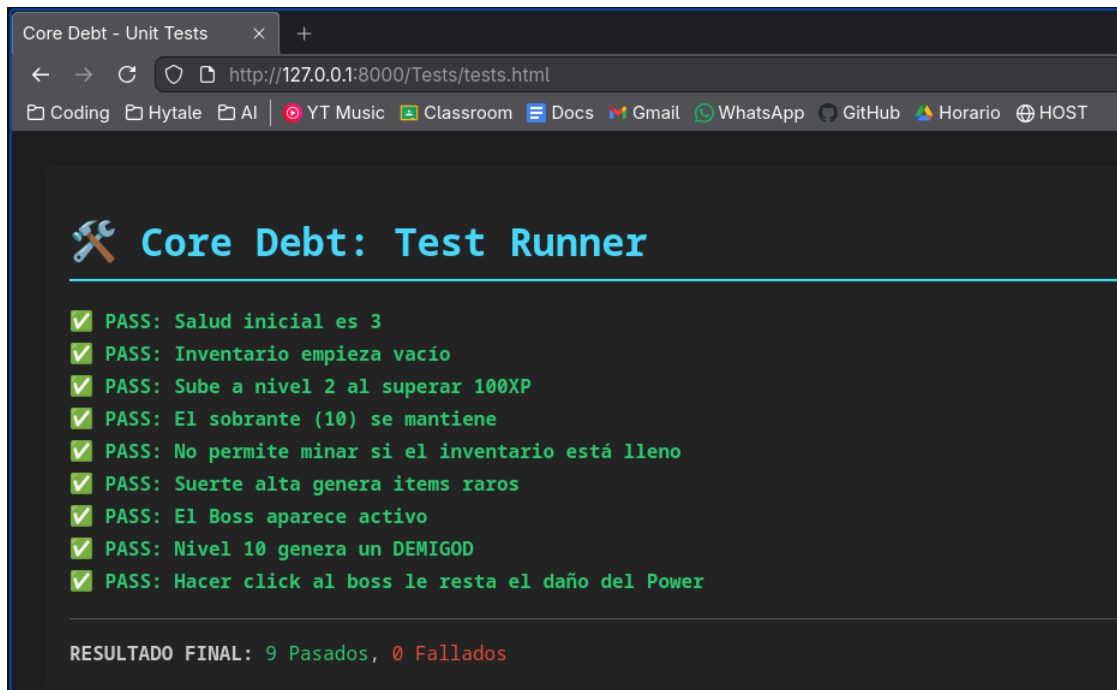 Core Debt - Unit Tests
http://127.0.0.1:8000/Tests/tests.html
Coding Hytale AI YT Music Classroom Docs Gmail WhatsApp GitHub Horario HOST
Core Debt: Test Runner
PASS: Salud inicial es 3
PASS: Inventario empieza vacío
PASS: Sube a nivel 2 al superar 100XP
PASS: El sobrante (10) se mantiene
PASS: No permite minar si el inventario está lleno
PASS: Suerte alta genera items raros
PASS: El Boss aparece activo
PASS: Nivel 10 genera un DEMIGOD
PASS: Hacer click al boss le resta el daño del Power
RESULTADO FINAL: 9 Pasados, 0 Fallados